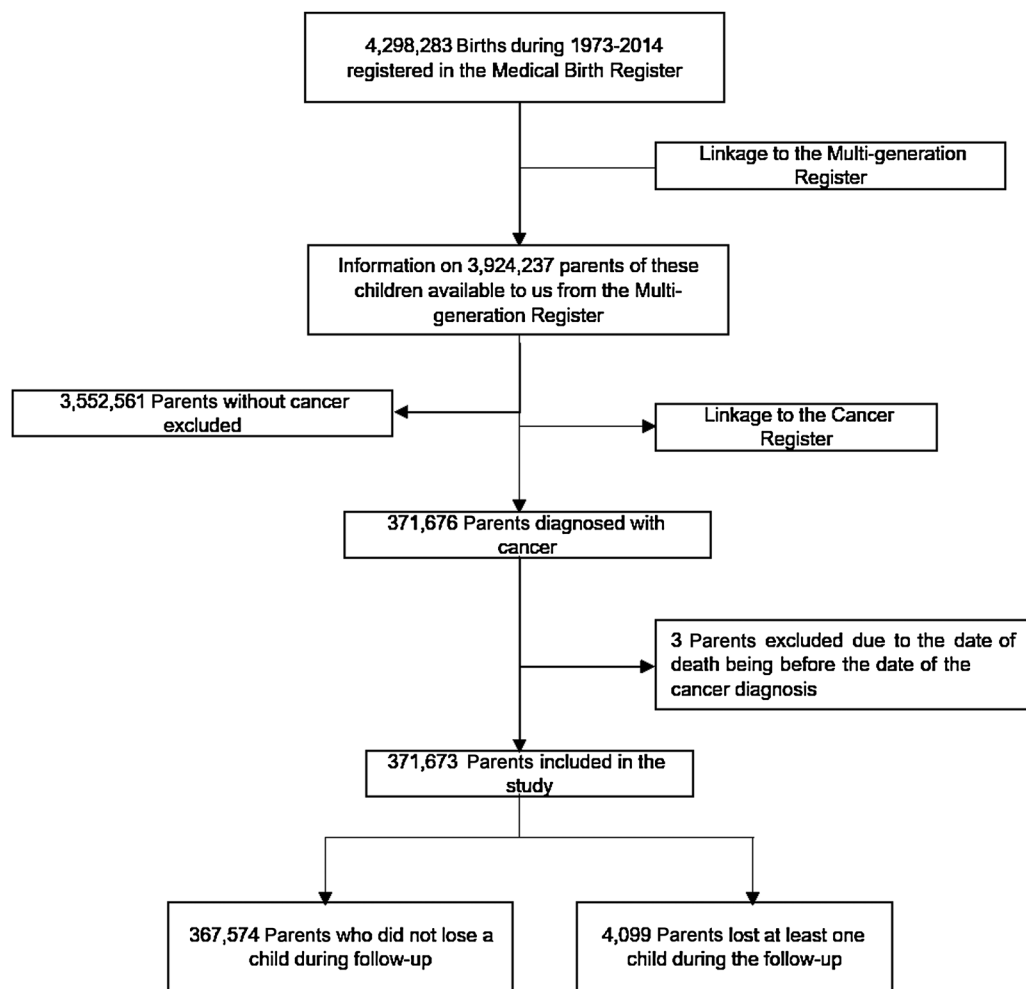 4,298,283 Births during 1973-2014
registered in the Medical Birth Register
Linkage to the Multi-generation
Register
Information on 3,924,237 parents of these
children available to us from the Multi-
generation Register
3,552,561 Parents without cancer
excluded
Linkage to the Cancer
Register
371,676 Parents diagnosed with
cancer
3 Parents excluded due to the date of
death being before the date of the
cancer diagnosis
371,673 Parents included in the
study
367,574 Parents who did not lose a
child during follow-up
4,099 Parents lost at least one
child during the follow-up